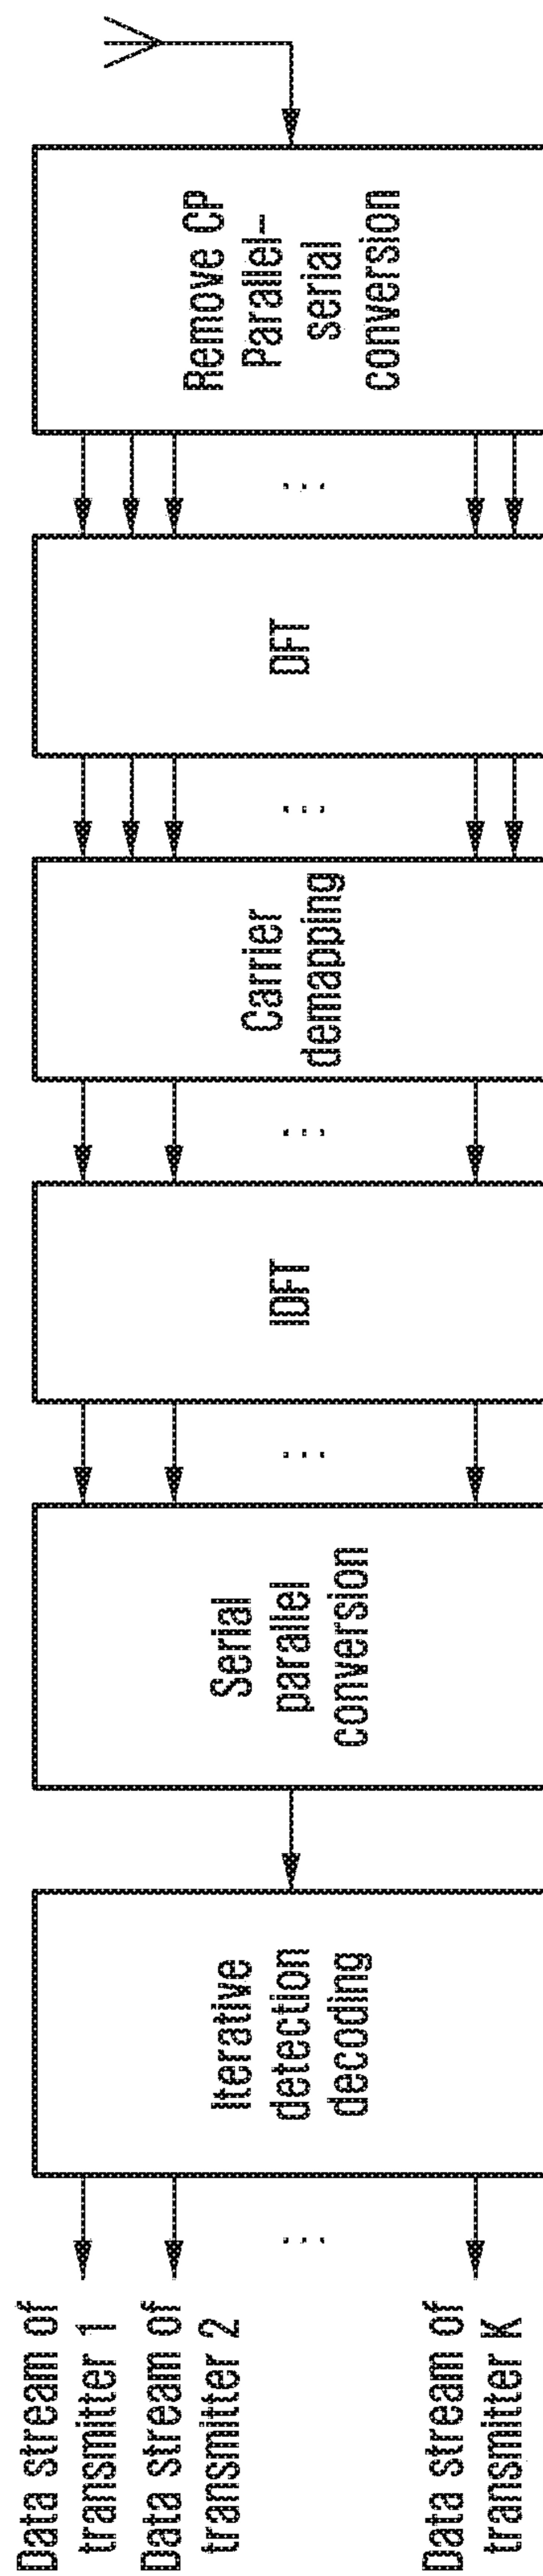 Remove CP
Parallel-
serial
conversion
DFT
Carrier
demapping
IDFT
Serial
parallel
conversion
Iterative
detection
decoding
Data stream of
transmitter 1
Data stream of
transmitter 2
Data stream of
transmitter K